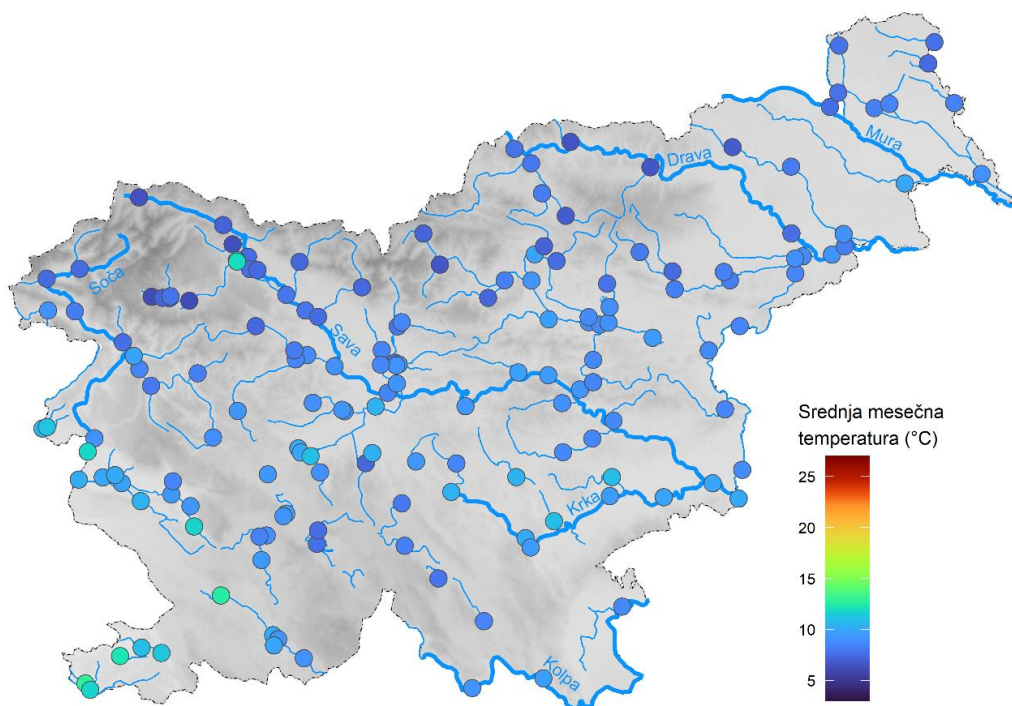 Mura
Drava
Soča
Sava
Krka
Kolpa
Srednja mesečna
temperatura (°C)
25
20
15
10
5